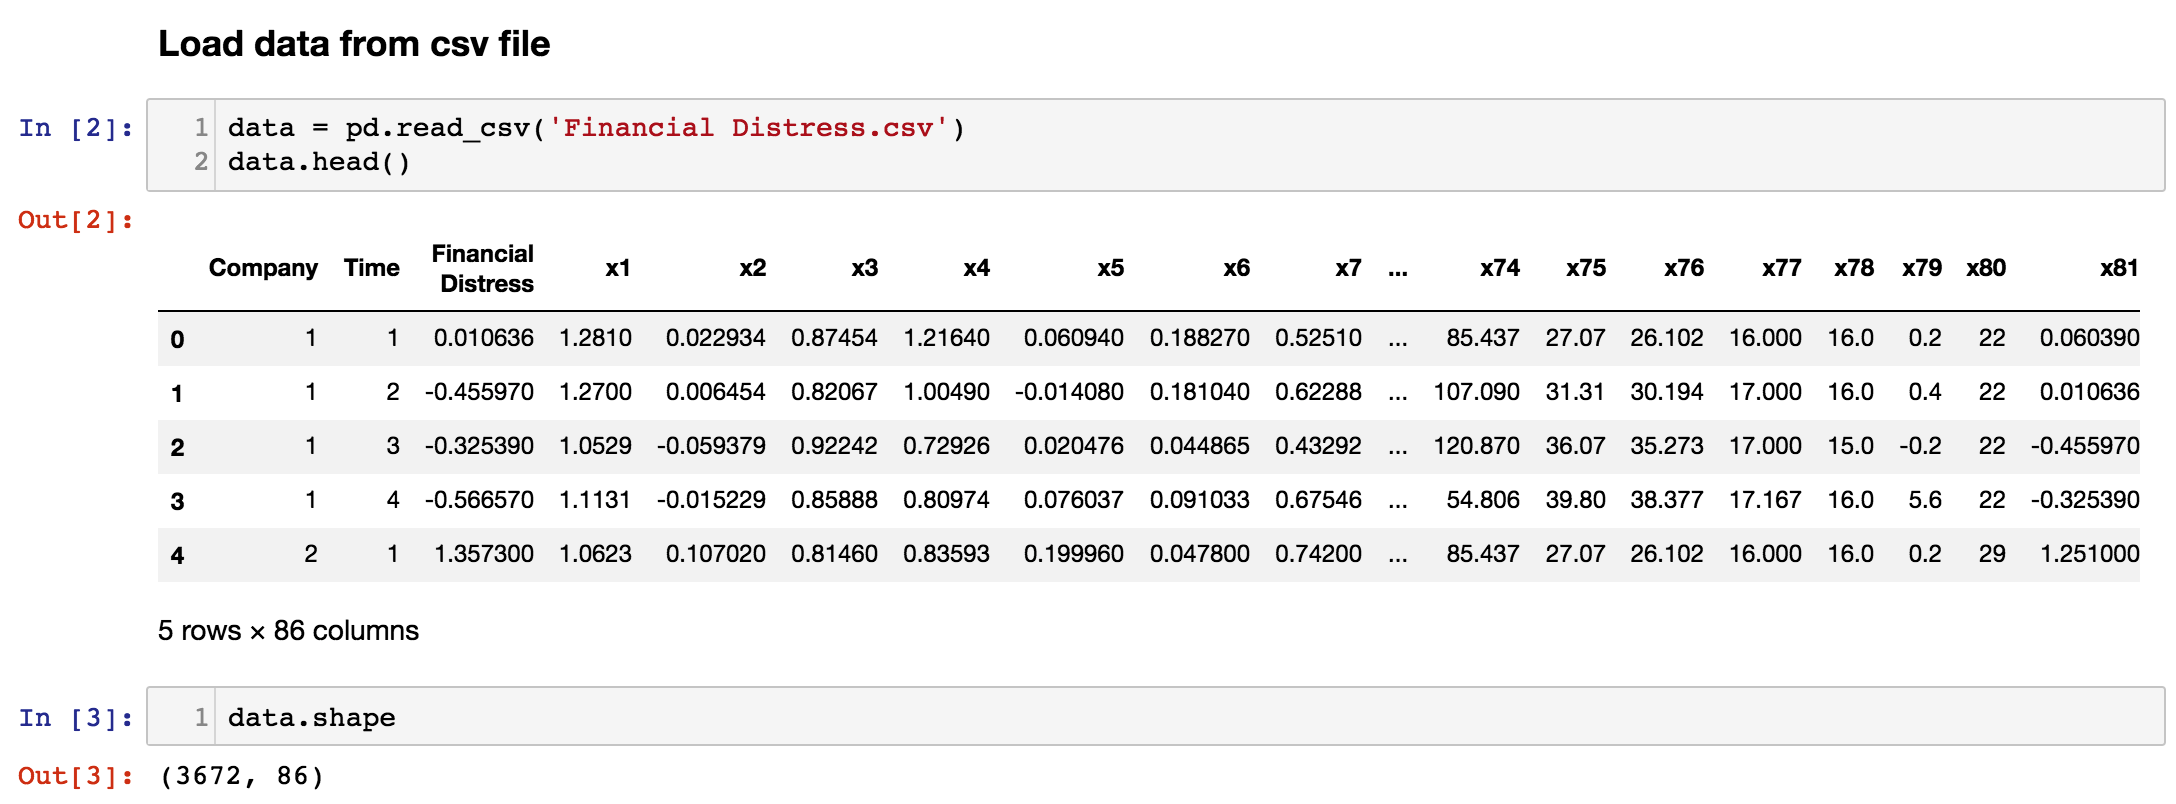 Load data from csv file
In [2]: 1 data = pd.read_csv('Financial Distress.csv')
2 data.head()
Out[2]:
Company Time Financial Distress x1 x2 x3 x4 x5 x6 x7 ... x74 x75 x76 x77 x78 x79 x80 x81
0 1 1 0.010636 1.2810 0.022934 0.87454 1.21640 0.060940 0.188270 0.52510 ... 85.437 27.07 26.102 16.000 16.0 0.2 22 0.060390
1 1 2 -0.455970 1.2700 0.006454 0.82067 1.00490 -0.014080 0.181040 0.62288 ... 107.090 31.31 30.194 17.000 16.0 0.4 22 0.010636
2 1 3 -0.325390 1.0529 -0.059379 0.92242 0.72926 0.020476 0.044865 0.43292 ... 120.870 36.07 35.273 17.000 15.0 -0.2 22 -0.455970
3 1 4 -0.566570 1.1131 -0.015229 0.85888 0.80974 0.076037 0.091033 0.67546 ... 54.806 39.80 38.377 17.167 16.0 5.6 22 -0.325390
4 2 1 1.357300 1.0623 0.107020 0.81460 0.83593 0.199960 0.047800 0.74200 ... 85.437 27.07 26.102 16.000 16.0 0.2 29 1.251000
5 rows × 86 columns
In [3]: 1 data.shape
Out[3]: (3672, 86)